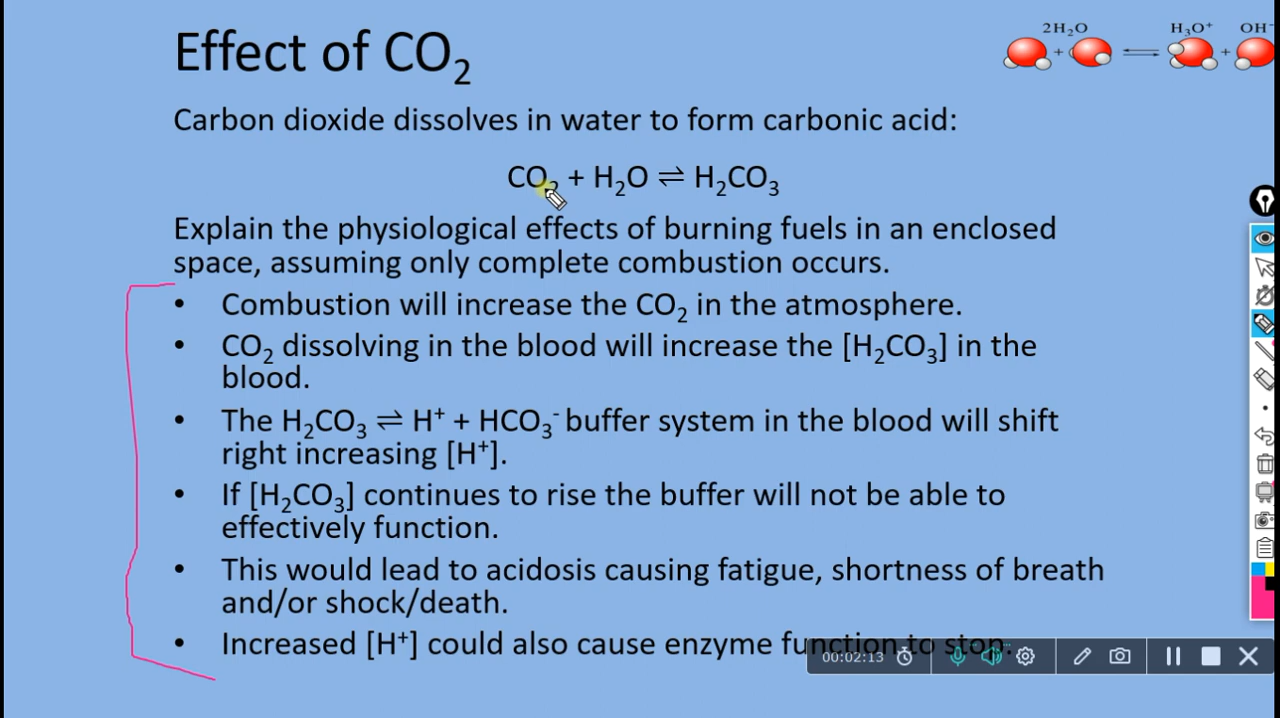 Effect of CO₂
2H₂O
H₃O⁺
OH⁻
+
⇌
+
Carbon dioxide dissolves in water to form carbonic acid:
CO₂ + H₂O ⇌ H₂CO₃
Explain the physiological effects of burning fuels in an enclosed
space, assuming only complete combustion occurs.
• Combustion will increase the CO₂ in the atmosphere.
• CO₂ dissolving in the blood will increase the [H₂CO₃] in the
blood.
• The H₂CO₃ ⇌ H⁺ + HCO₃⁻ buffer system in the blood will shift
right increasing [H⁺].
• If [H₂CO₃] continues to rise the buffer will not be able to
effectively function.
• This would lead to acidosis causing fatigue, shortness of breath
and/or shock/death.
• Increased [H⁺] could also cause enzyme function to stop.
00:02:13